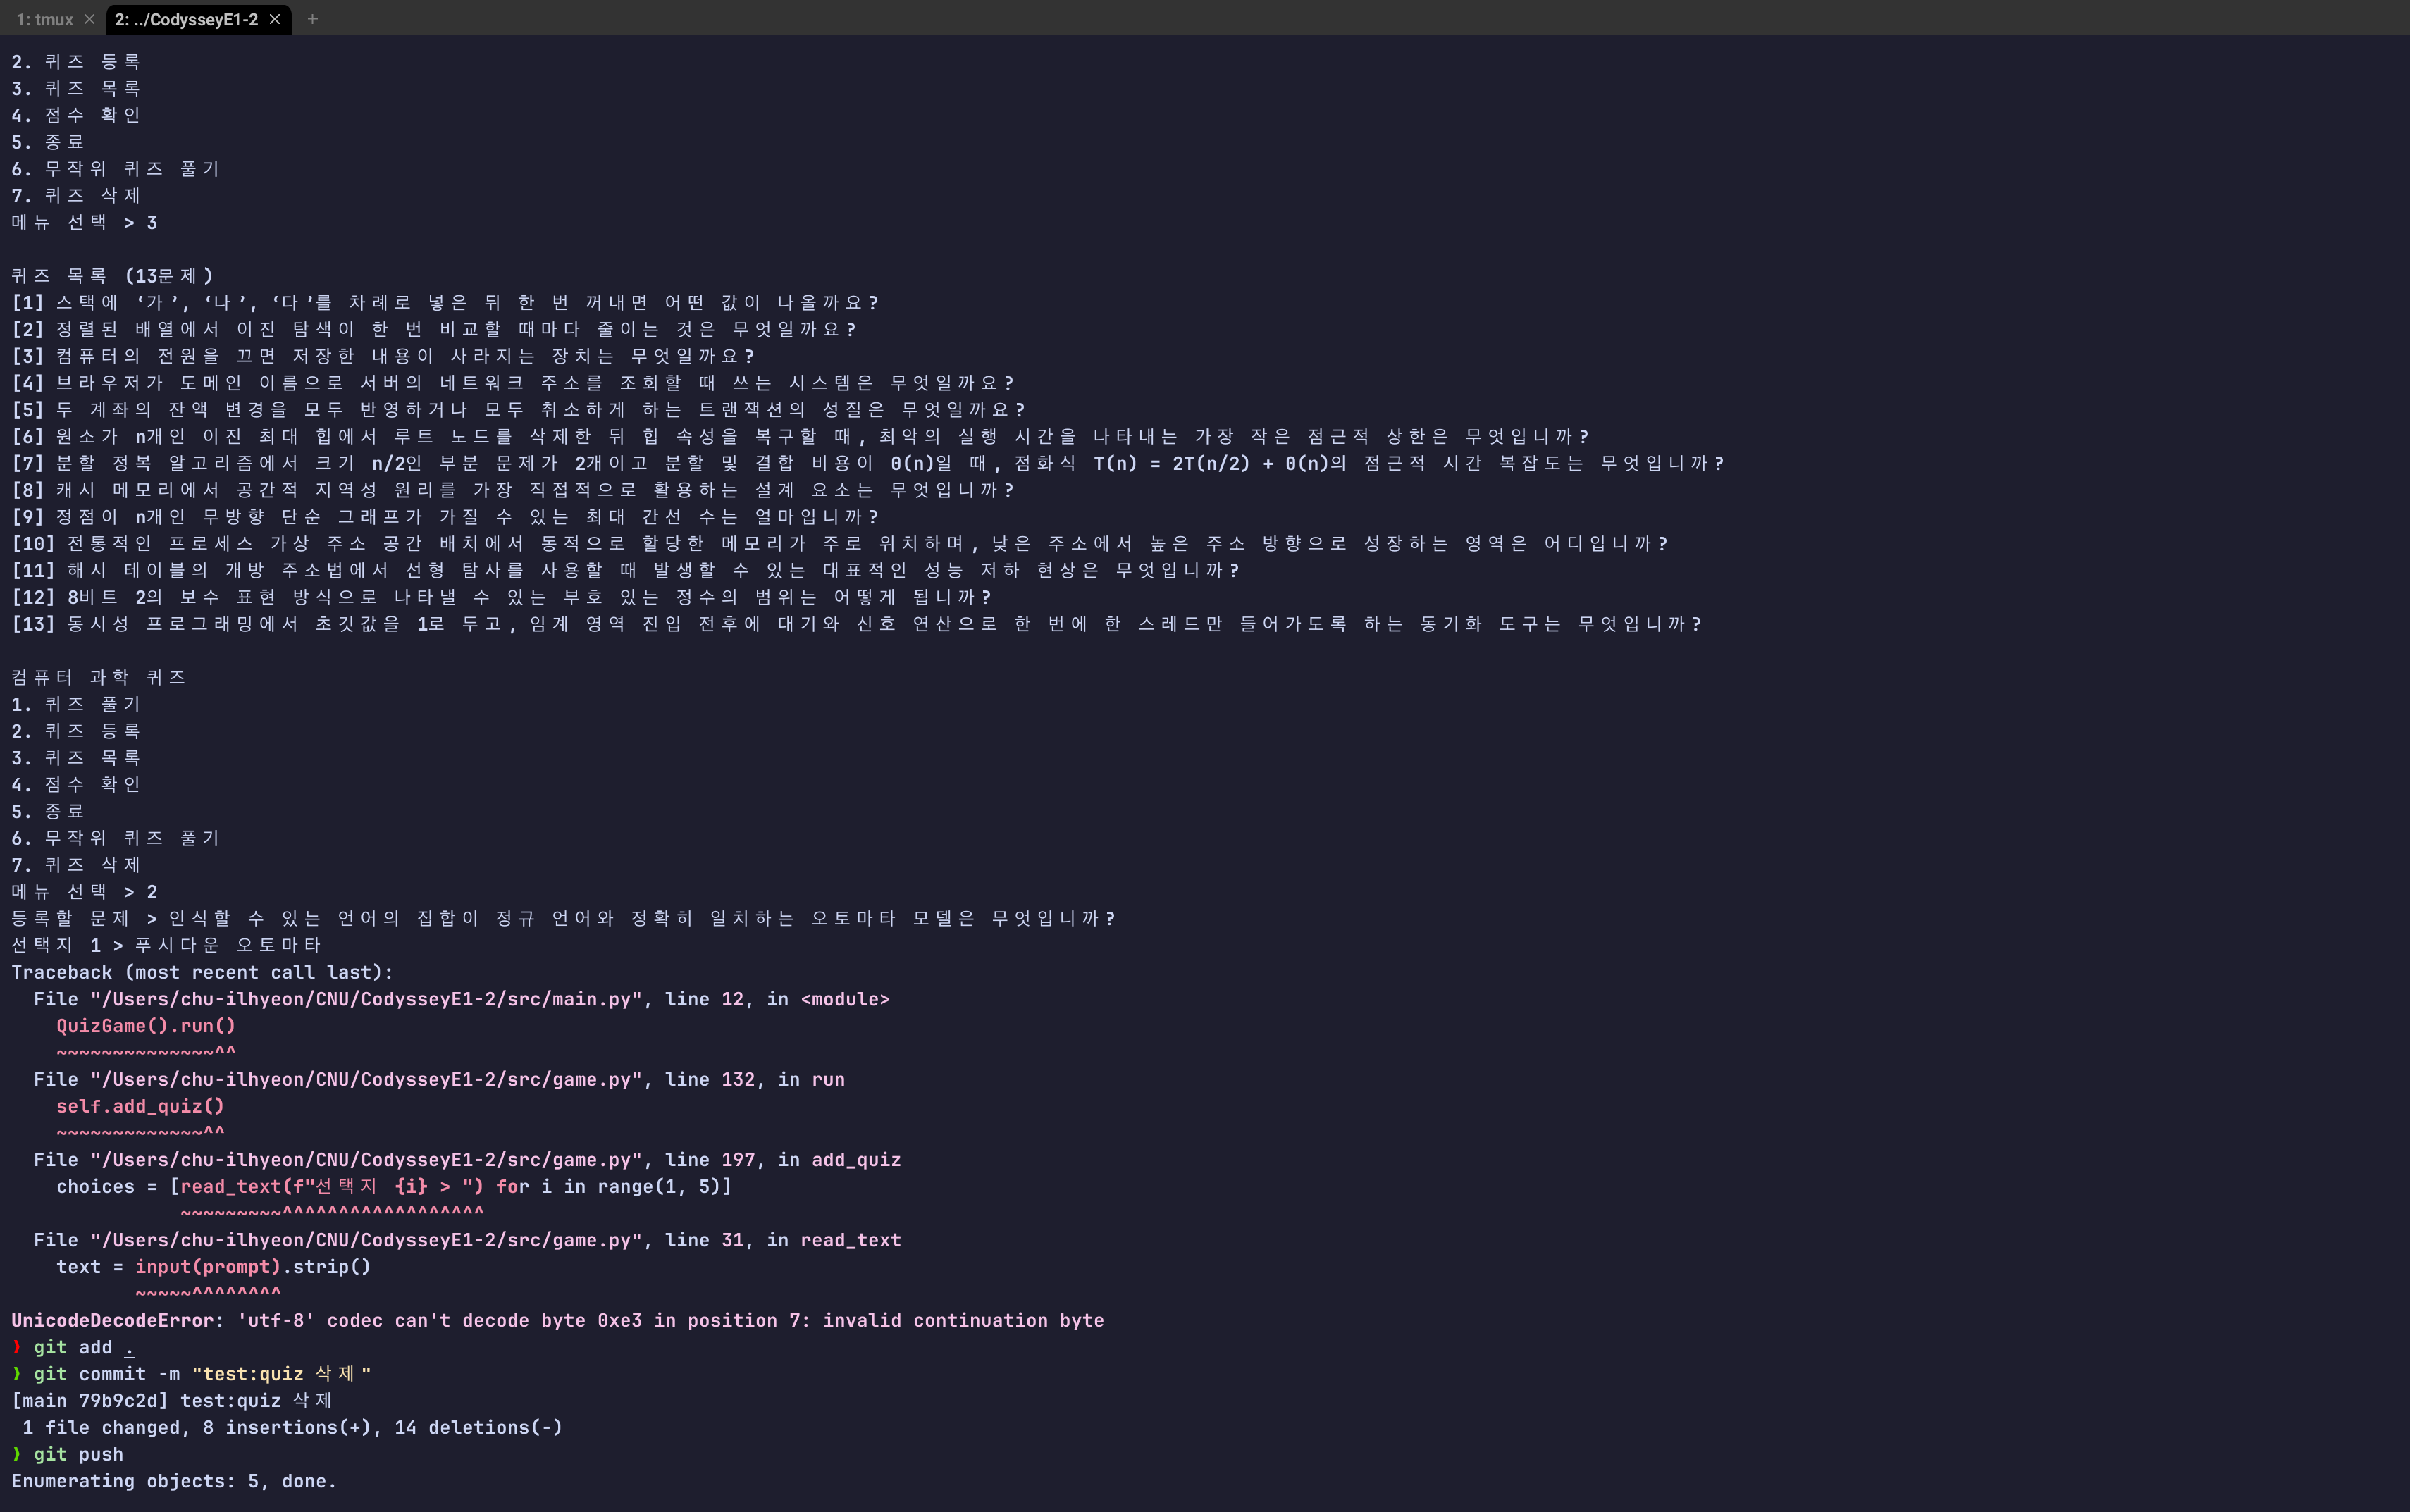 1: tmux × 2: ../CodysseyE1-2 × +
2. 퀴즈 등록
3. 퀴즈 목록
4. 점수 확인
5. 종료
6. 무작위 퀴즈 풀기
7. 퀴즈 삭제
메뉴 선택 > 3
퀴즈 목록 (13문제)
[1] 스택에 ‘가’, ‘나’, ‘다’를 차례로 넣은 뒤 한 번 꺼내면 어떤 값이 나올까요?
[2] 정렬된 배열에서 이진 탐색이 한 번 비교할 때마다 줄이는 것은 무엇일까요?
[3] 컴퓨터의 전원을 끄면 저장한 내용이 사라지는 장치는 무엇일까요?
[4] 브라우저가 도메인 이름으로 서버의 네트워크 주소를 조회할 때 쓰는 시스템은 무엇일까요?
[5] 두 계좌의 잔액 변경을 모두 반영하거나 모두 취소하게 하는 트랜잭션의 성질은 무엇일까요?
[6] 원소가 n개인 이진 최대 힙에서 루트 노드를 삭제한 뒤 힙 속성을 복구할 때, 최악의 실행 시간을 나타내는 가장 작은 점근적 상한은 무엇입니까?
[7] 분할 정복 알고리즘에서 크기 n/2인 부분 문제가 2개이고 분할 및 결합 비용이 Θ(n)일 때, 점화식 T(n) = 2T(n/2) + Θ(n)의 점근적 시간 복잡도는 무엇입니까?
[8] 캐시 메모리에서 공간적 지역성 원리를 가장 직접적으로 활용하는 설계 요소는 무엇입니까?
[9] 정점이 n개인 무방향 단순 그래프가 가질 수 있는 최대 간선 수는 얼마입니까?
[10] 전통적인 프로세스 가상 주소 공간 배치에서 동적으로 할당한 메모리가 주로 위치하며, 낮은 주소에서 높은 주소 방향으로 성장하는 영역은 어디입니까?
[11] 해시 테이블의 개방 주소법에서 선형 탐사를 사용할 때 발생할 수 있는 대표적인 성능 저하 현상은 무엇입니까?
[12] 8비트 2의 보수 표현 방식으로 나타낼 수 있는 부호 있는 정수의 범위는 어떻게 됩니까?
[13] 동시성 프로그래밍에서 초깃값을 1로 두고, 임계 영역 진입 전후에 대기와 신호 연산으로 한 번에 한 스레드만 들어가도록 하는 동기화 도구는 무엇입니까?
컴퓨터 과학 퀴즈
1. 퀴즈 풀기
2. 퀴즈 등록
3. 퀴즈 목록
4. 점수 확인
5. 종료
6. 무작위 퀴즈 풀기
7. 퀴즈 삭제
메뉴 선택 > 2
등록할 문제 > 인식할 수 있는 언어의 집합이 정규 언어와 정확히 일치하는 오토마타 모델은 무엇입니까?
선택지 1 > 푸시다운 오토마타
Traceback (most recent call last):
  File "/Users/chu-ilhyeon/CNU/CodysseyE1-2/src/main.py", line 12, in <module>
    QuizGame().run()
    ~~~~~~~~~~~~~~^^
  File "/Users/chu-ilhyeon/CNU/CodysseyE1-2/src/game.py", line 132, in run
    self.add_quiz()
    ~~~~~~~~~~~~~^^
  File "/Users/chu-ilhyeon/CNU/CodysseyE1-2/src/game.py", line 197, in add_quiz
    choices = [read_text(f"선택지 {i} > ") for i in range(1, 5)]
               ~~~~~~~~~^^^^^^^^^^^^^^^^^^
  File "/Users/chu-ilhyeon/CNU/CodysseyE1-2/src/game.py", line 31, in read_text
    text = input(prompt).strip()
           ~~~~~^^^^^^^^
UnicodeDecodeError: 'utf-8' codec can't decode byte 0xe3 in position 7: invalid continuation byte
❯ git add .
❯ git commit -m "test:quiz 삭제"
[main 79b9c2d] test:quiz 삭제
 1 file changed, 8 insertions(+), 14 deletions(-)
❯ git push
Enumerating objects: 5, done.